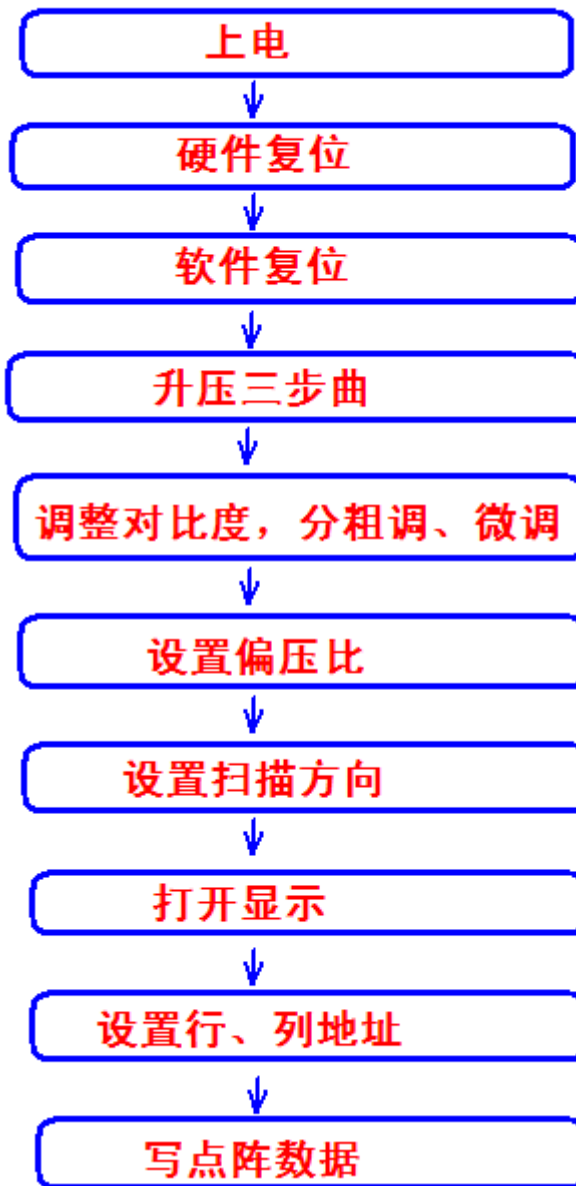 上电
硬件复位
软件复位
升压三步曲
调整对比度，分粗调、微调
设置偏压比
设置扫描方向
打开显示
设置行、列地址
写点阵数据